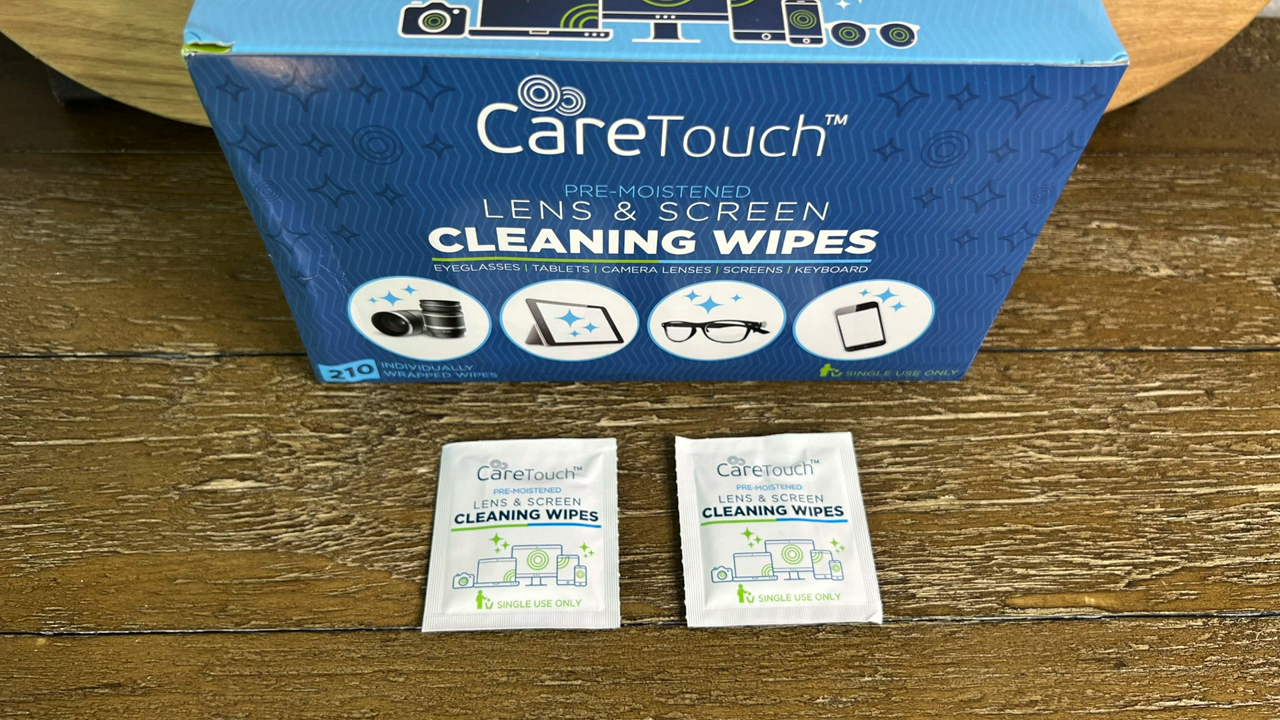 CareTouch™
PRE-MOISTENED
LENS & SCREEN
CLEANING WIPES
EYEGLASSES | TABLETS | CAMERA LENSES | SCREENS | KEYBOARD
210 INDIVIDUALLY
WRAPPED WIPES
SINGLE USE ONLY
CareTouch™
PRE-MOISTENED
LENS & SCREEN
CLEANING WIPES
SINGLE USE ONLY
CareTouch™
PRE-MOISTENED
LENS & SCREEN
CLEANING WIPES
SINGLE USE ONLY